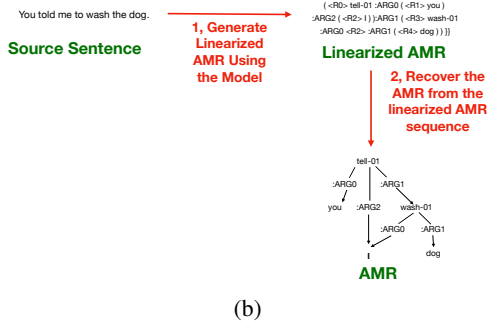 You told me to wash the dog.
Source Sentence
1, Generate
Linearized
AMR Using
the Model
( <R0> tell-01 :ARG0 ( <R1> you )
:ARG2 ( <R2> I ) ):ARG1 ( <R3> wash-01
:ARG0 <R2> :ARG1 ( <R4> dog ) ) }}
Linearized AMR
2, Recover the
AMR from the
linearized AMR
sequence
tell-01
:ARG0 :ARG1
you :ARG2 wash-01
:ARG0 :ARG1
I dog
AMR
(b)